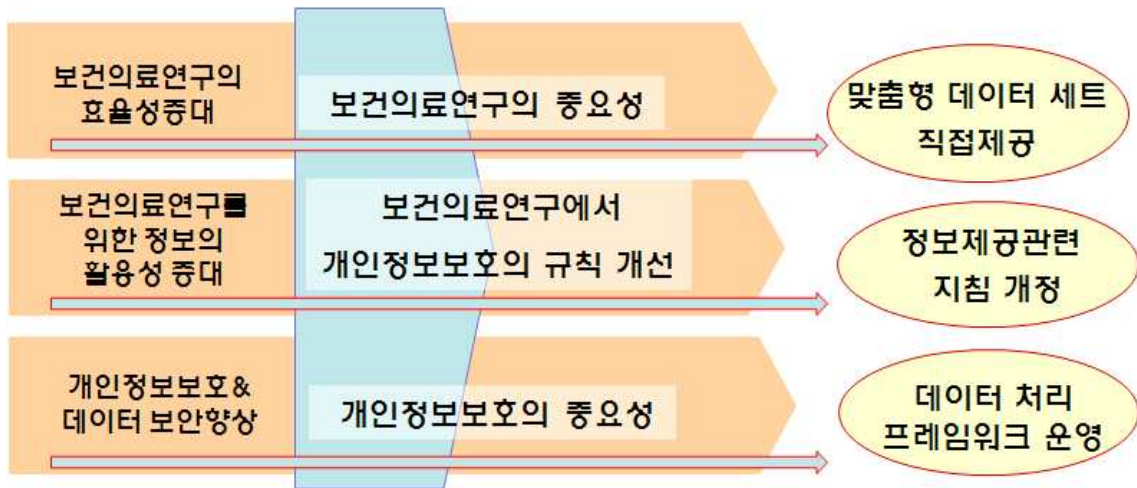 보건의료연구의
효율성증대
보건의료연구의 중요성
맞춤형 데이터 세트
직접제공
보건의료연구를
위한 정보의
활용성 증대
보건의료연구에서
개인정보보호의 규칙 개선
정보제공관련
지침 개정
개인정보보호&
데이터 보안향상
개인정보보호의 중요성
데이터 처리
프레임워크 운영